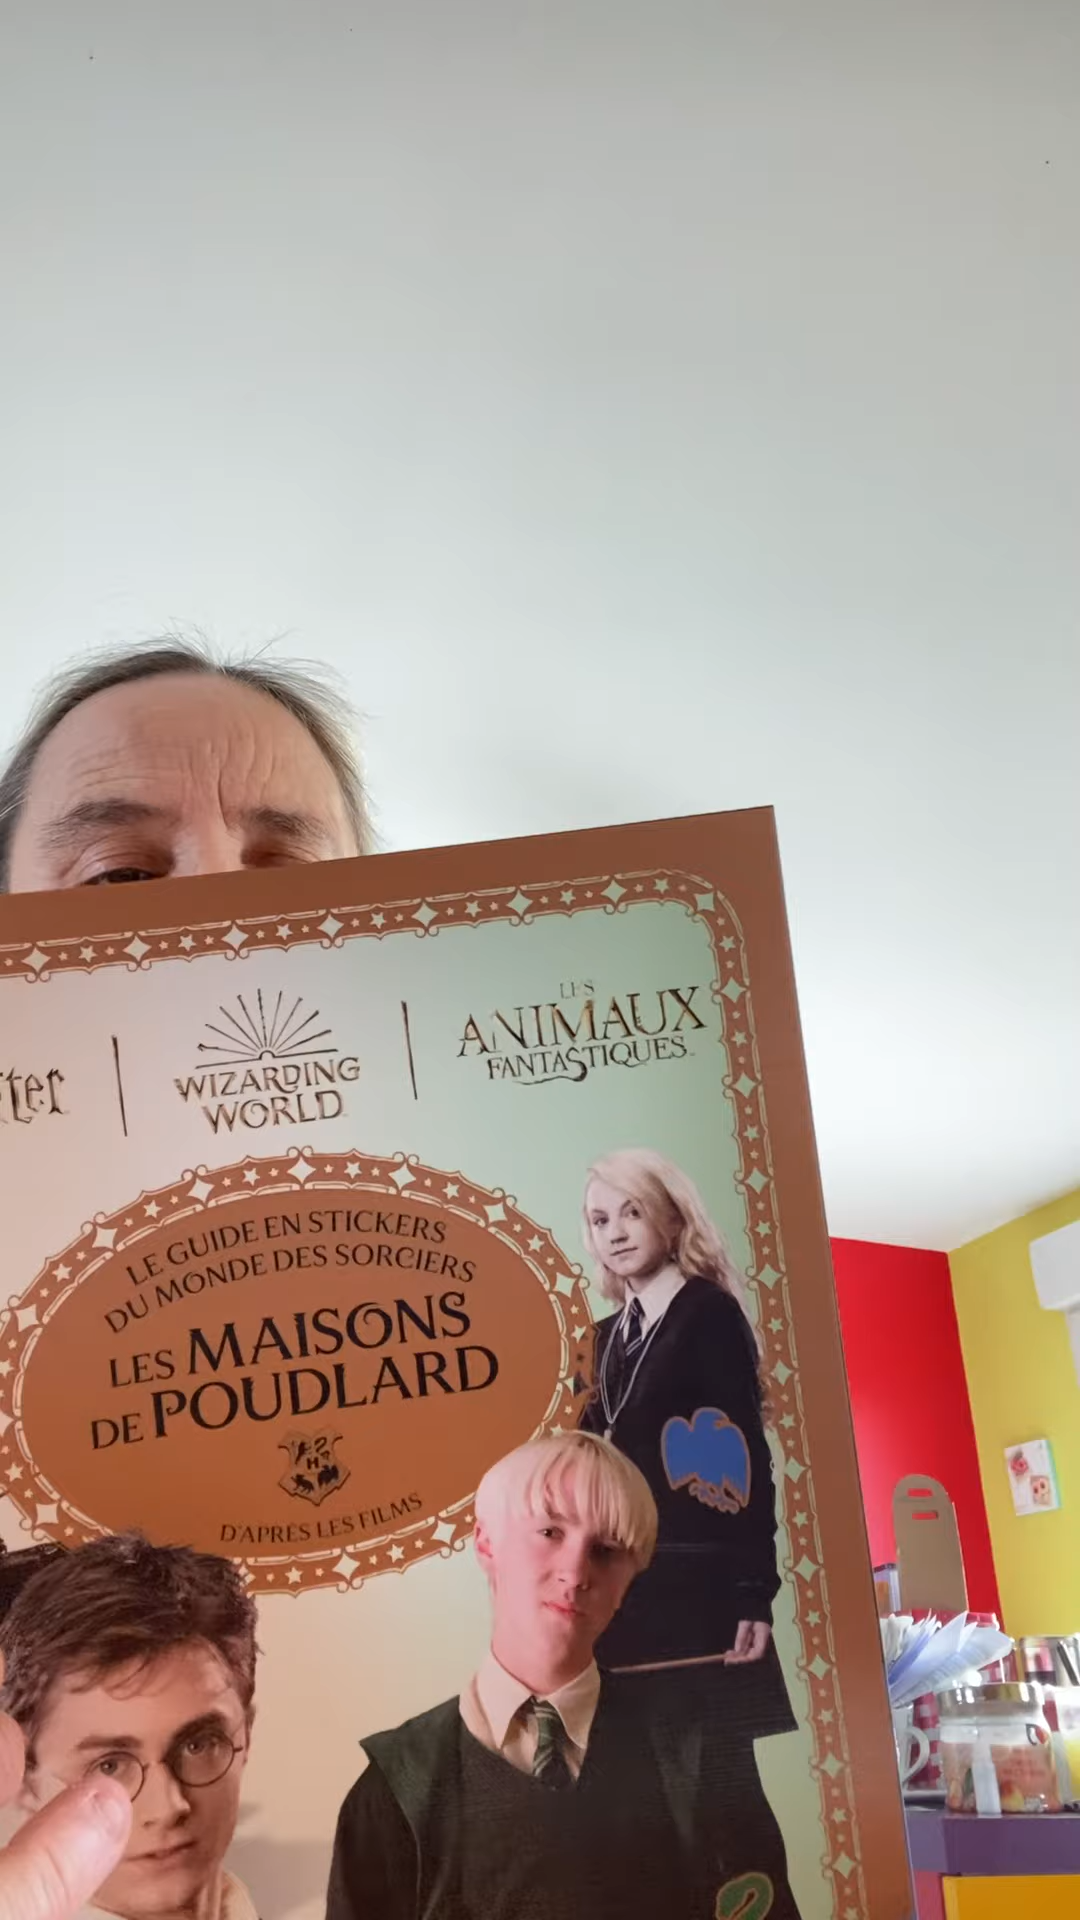 tter
WIZARDING
WORLD
LES
ANIMAUX
FANTASTIQUES
LE GUIDE EN STICKERS
DU MONDE DES SORCIERS
LES MAISONS
DE POUDLARD
H
D'APRÈS LES FILMS